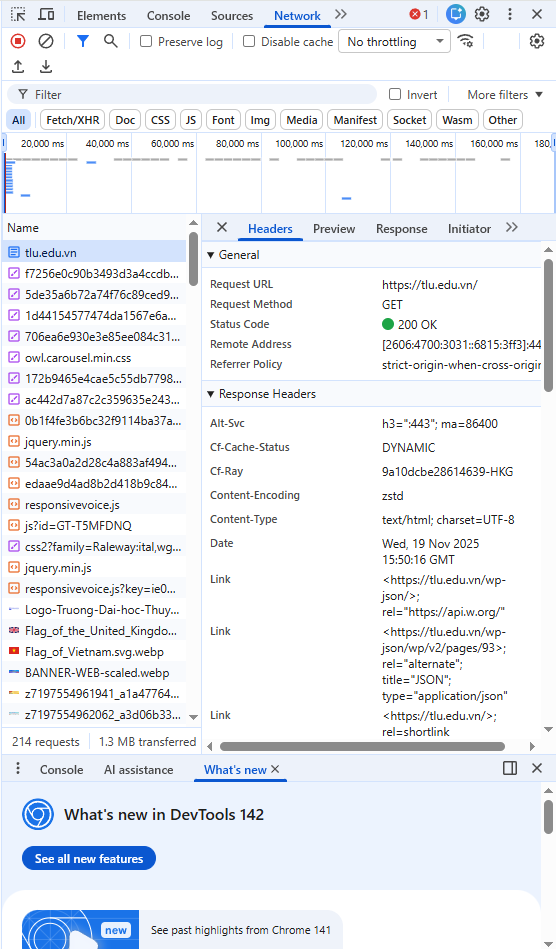 Elements Console Sources Network 1
Preserve log Disable cache No throttling
Filter Invert More filters
All Fetch/XHR Doc CSS JS Font Img Media Manifest Socket Wasm Other
20,000 ms 40,000 ms 60,000 ms 80,000 ms 100,000 ms 120,000 ms 140,000 ms 160,000 ms 180,
Name
tlu.edu.vn
f7256e0c90b3493d3a4ccdb...
5de35a6b72a74f76c89ced9...
1d44154577474da1567e6a...
706ea6e930e3e85ee084c31...
owl.carousel.min.css
172b9465e4cae5c55db7798...
ac442d7a87c2c359635e243...
0b1f4fe3b6bc32f9114ba37a...
jquery.min.js
54ac3a0a2d28c4a883af494...
edaae9d4ad8b2d418b9c84...
responsivevoice.js
js?id=GT-T5MFDNQ
css2?family=Raleway:ital,wg...
jquery.min.js
responsivevoice.js?key=ie0...
Logo-Truong-Dai-hoc-Thuy...
Flag_of_the_United_Kingdo...
Flag_of_Vietnam.svg.webp
BANNER-WEB-scaled.webp
z7197554961941_a1a47764...
z7197554962062_a3d06b33...
214 requests 1.3 MB transferred
Headers Preview Response Initiator
General
Request URL https://tlu.edu.vn/
Request Method GET
Status Code 200 OK
Remote Address [2606:4700:3031::6815:3ff3]:44
Referrer Policy strict-origin-when-cross-origin
Response Headers
Alt-Svc h3=":443"; ma=86400
Cf-Cache-Status DYNAMIC
Cf-Ray 9a10dcbe28614639-HKG
Content-Encoding zstd
Content-Type text/html; charset=UTF-8
Date Wed, 19 Nov 2025
15:50:16 GMT
Link <https://tlu.edu.vn/wp-
json/>;
rel="https://api.w.org/"
Link <https://tlu.edu.vn/wp-
json/wp/v2/pages/93>;
rel="alternate";
title="JSON";
type="application/json"
Link <https://tlu.edu.vn/>;
rel=shortlink
Console AI assistance What's new
What's new in DevTools 142
See all new features
new
See past highlights from Chrome 141